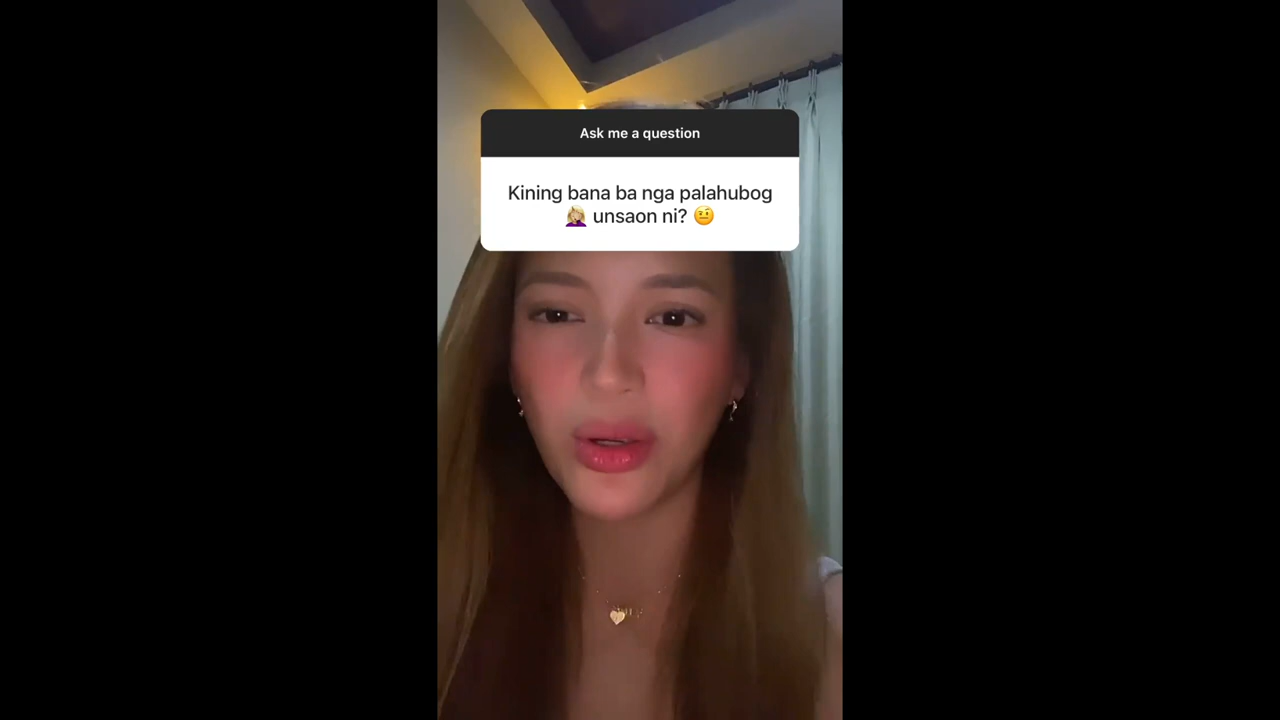 Ask me a question
Kining bana ba nga palahubog
🤦🏼‍♀️ unsaon ni? 🤨